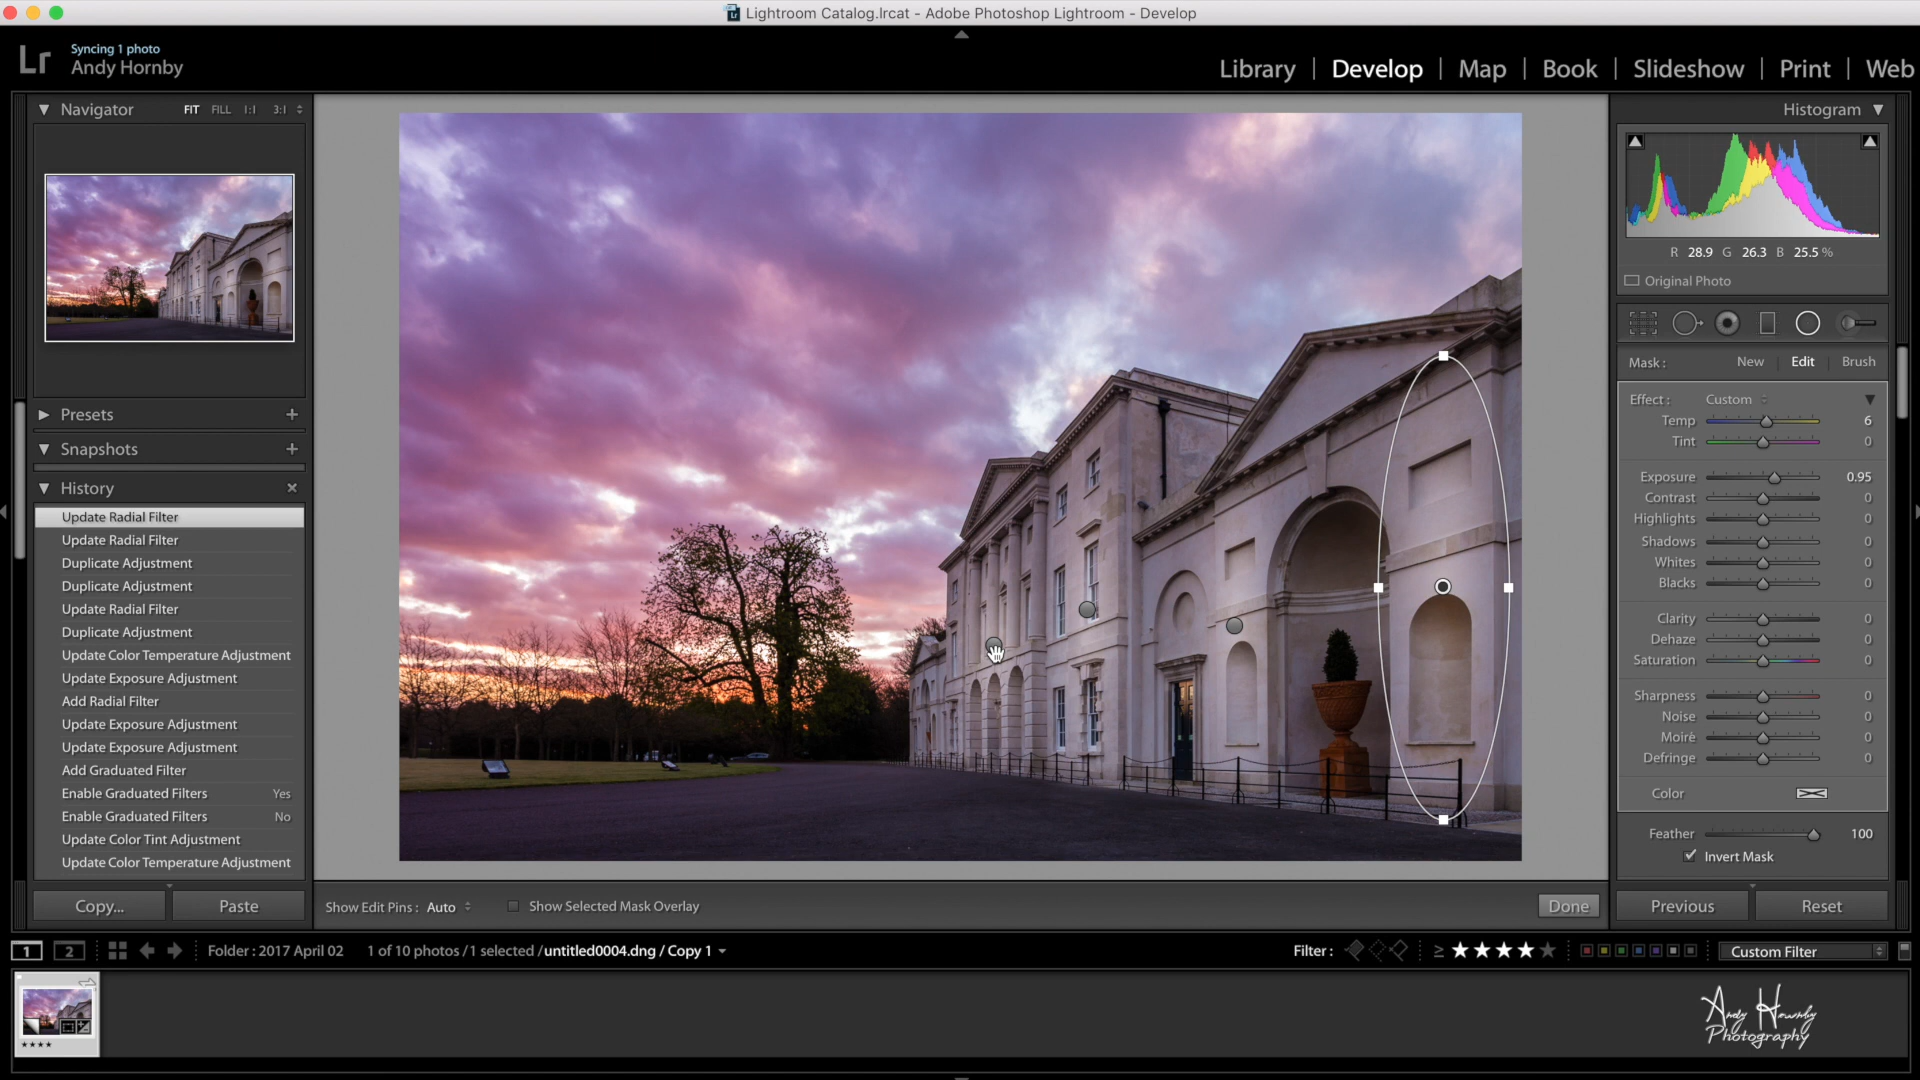 Lightroom Catalog.lrcat - Adobe Photoshop Lightroom - Develop
Lr
Syncing 1 photo
Andy Hornby
Library | Develop | Map | Book | Slideshow | Print | Web
Navigator FIT FILL 1:1 3:1
Presets
Snapshots
History
Update Radial Filter
Update Radial Filter
Duplicate Adjustment
Duplicate Adjustment
Update Radial Filter
Duplicate Adjustment
Update Color Temperature Adjustment
Update Exposure Adjustment
Add Radial Filter
Update Exposure Adjustment
Update Exposure Adjustment
Add Graduated Filter
Enable Graduated Filters Yes
Enable Graduated Filters No
Update Color Tint Adjustment
Update Color Temperature Adjustment
Copy... Paste
Show Edit Pins : Auto Show Selected Mask Overlay Done
Histogram
R 28.9 G 26.3 B 25.5 %
Original Photo
Mask : New Edit Brush
Effect : Custom
Temp 6
Tint 0
Exposure 0.95
Contrast 0
Highlights 0
Shadows 0
Whites 0
Blacks 0
Clarity 0
Dehaze 0
Saturation 0
Sharpness 0
Noise 0
Moiré 0
Defringe 0
Color
Feather 100
Invert Mask
Previous Reset
1 2 Folder : 2017 April 02 1 of 10 photos / 1 selected / untitled0004.dng / Copy 1 Filter : ≥ ★★★★★ Custom Filter
★★★★
Andy Hornby
Photography